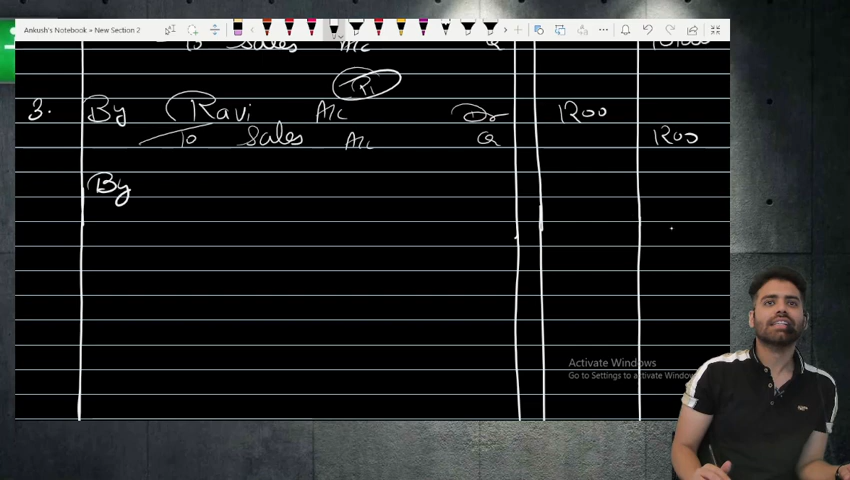 Ankush's Notebook » New Section 2
To Sales A/c Cr
3. By Ravi A/c Dr 1200
To Sales A/c Cr 1200
By
Activate Windows
Go to Settings to activate Windows